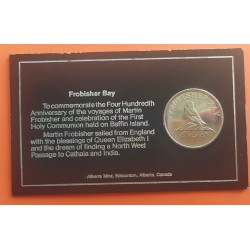 Frobisher Bay
To commemorate the Four Hundredth
Anniversary of the voyages of Martin
Frobisher and celebration of the First
Holy Communion held on Baffin Island.
Martin Frobisher sailed from England
with the blessings of Queen Elizabeth I
and the dream of finding a North West
Passage to Cathaia and India.
Alberta Mint, Edmonton, Alberta, Canada